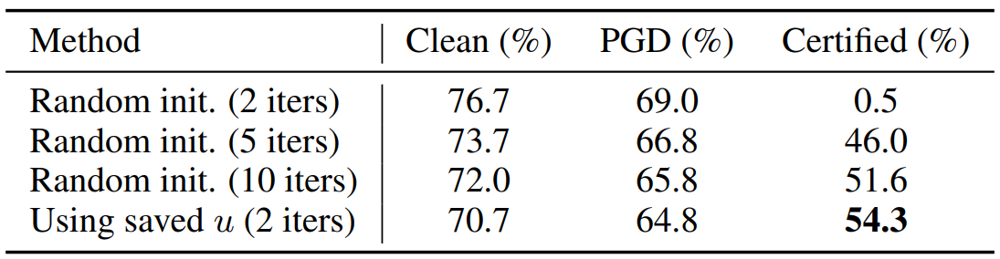 Method Clean (%) PGD (%) Certified (%)
Random init. (2 iters) 76.7 69.0 0.5
Random init. (5 iters) 73.7 66.8 46.0
Random init. (10 iters) 72.0 65.8 51.6
Using saved u (2 iters) 70.7 64.8 54.3